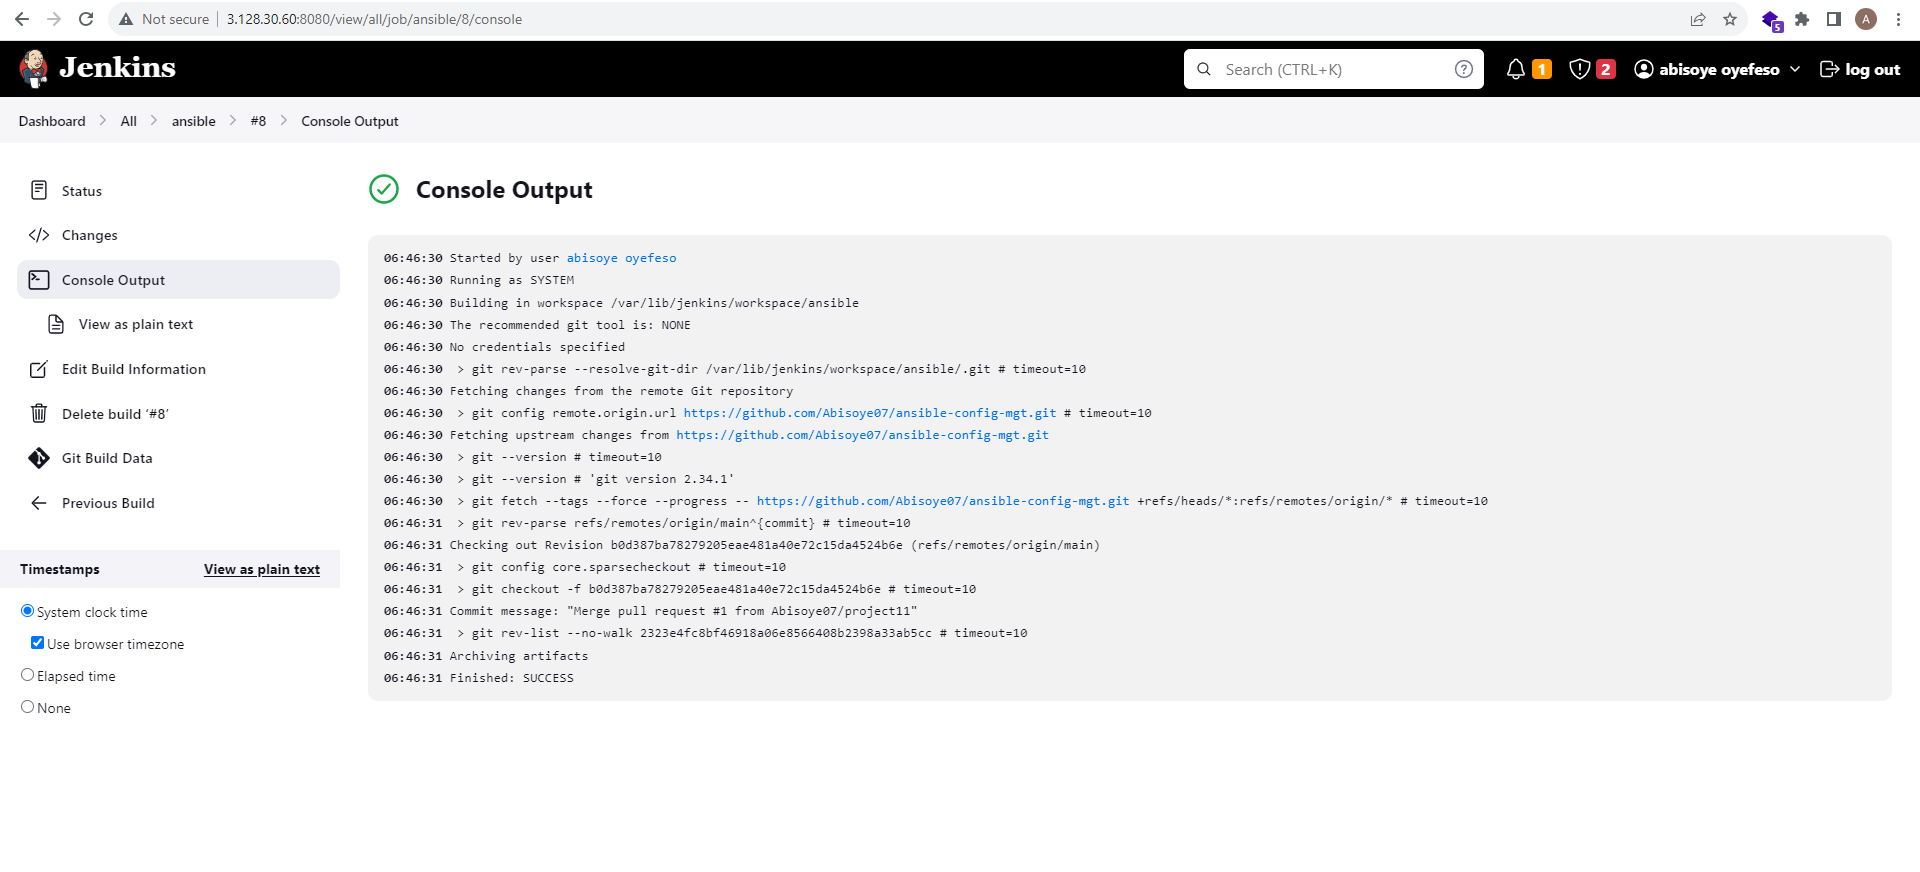 Not secure
3.128.30.60:8080/view/all/job/ansible/8/console
5
A
Jenkins
Search (CTRL+K)
?
1
2
abisoye oyefeso
log out
Dashboard > All > ansible > #8 > Console Output
Status
Changes
Console Output
View as plain text
Edit Build Information
Delete build ‘#8’
Git Build Data
Previous Build
Timestamps
View as plain text
System clock time
Use browser timezone
Elapsed time
None
Console Output
06:46:30 Started by user abisoye oyefeso
06:46:30 Running as SYSTEM
06:46:30 Building in workspace /var/lib/jenkins/workspace/ansible
06:46:30 The recommended git tool is: NONE
06:46:30 No credentials specified
06:46:30  > git rev-parse --resolve-git-dir /var/lib/jenkins/workspace/ansible/.git # timeout=10
06:46:30 Fetching changes from the remote Git repository
06:46:30  > git config remote.origin.url https://github.com/Abisoye07/ansible-config-mgt.git # timeout=10
06:46:30 Fetching upstream changes from https://github.com/Abisoye07/ansible-config-mgt.git
06:46:30  > git --version # timeout=10
06:46:30  > git --version # 'git version 2.34.1'
06:46:30  > git fetch --tags --force --progress -- https://github.com/Abisoye07/ansible-config-mgt.git +refs/heads/*:refs/remotes/origin/* # timeout=10
06:46:31  > git rev-parse refs/remotes/origin/main^{commit} # timeout=10
06:46:31 Checking out Revision b0d387ba78279205eae481a40e72c15da4524b6e (refs/remotes/origin/main)
06:46:31  > git config core.sparsecheckout # timeout=10
06:46:31  > git checkout -f b0d387ba78279205eae481a40e72c15da4524b6e # timeout=10
06:46:31 Commit message: "Merge pull request #1 from Abisoye07/project11"
06:46:31  > git rev-list --no-walk 2323e4fc8bf46918a06e8566408b2398a33ab5cc # timeout=10
06:46:31 Archiving artifacts
06:46:31 Finished: SUCCESS